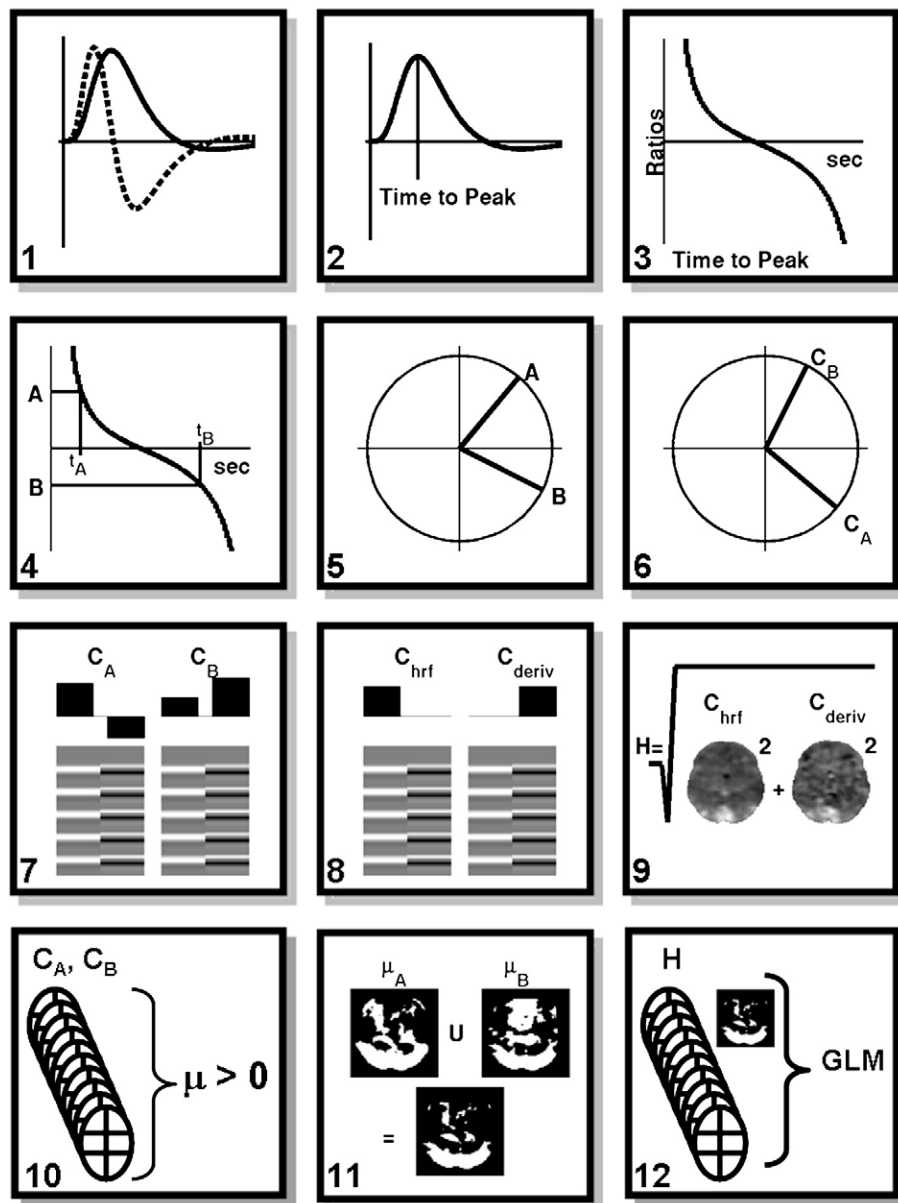 1
Time to Peak
2
Ratios
sec
3 Time to Peak
A
t_B
t_A sec
B
4
A
B
5
C_B
C_A
6
C_A C_B
7
C_hrf C_deriv
8
C_hrf C_deriv
H= 2 + 2
9
C_A, C_B
μ > 0
10
μ_A μ_B
U
=
11
H
GLM
12